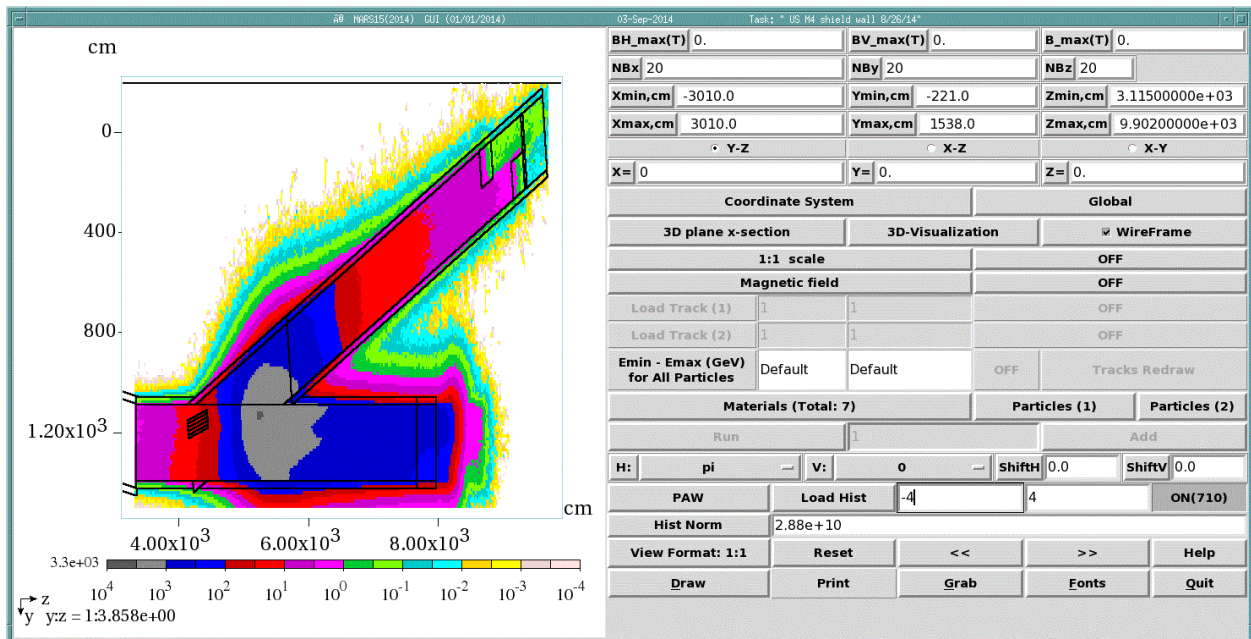 MARS15(2014) GUI (01/01/2014) 03-Sep-2014 Task: " US M4 shield wall 8/26/14"
cm
0
400
800
1.20x10³
cm
4.00x10³ 6.00x10³ 8.00x10³
3.3e+03
10⁴ 10³ 10² 10¹ 10⁰ 10⁻¹ 10⁻² 10⁻³ 10⁻⁴
z
y y:z = 1:3.858e+00
BH_max(T) 0. BV_max(T) 0. B_max(T) 0.
NBx 20 NBy 20 NBz 20
Xmin,cm -3010.0 Ymin,cm -221.0 Zmin,cm 3.11500000e+03
Xmax,cm 3010.0 Ymax,cm 1538.0 Zmax,cm 9.90200000e+03
Y-Z X-Z X-Y
X= 0 Y= 0. Z= 0.
Coordinate System Global
3D plane x-section 3D-Visualization WireFrame
1:1 scale OFF
Magnetic field OFF
Load Track (1) 1 1 OFF
Load Track (2) 1 1 OFF
Emin - Emax (GeV)
for All Particles Default Default OFF Tracks Redraw
Materials (Total: 7) Particles (1) Particles (2)
Run 1 Add
H: pi V: 0 ShiftH 0.0 ShiftV 0.0
PAW Load Hist -4 4 ON(710)
Hist Norm 2.88e+10
View Format: 1:1 Reset << >> Help
Draw Print Grab Fonts Quit